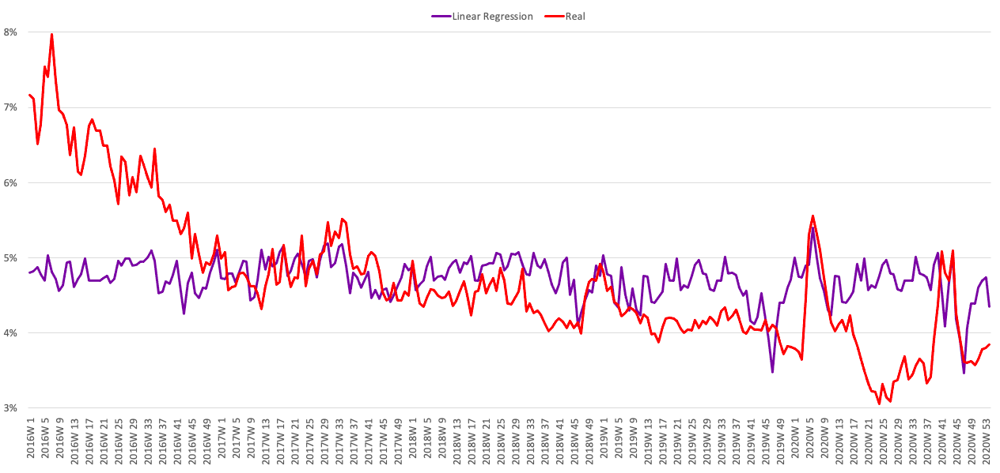 Linear Regression Real
8%
7%
6%
5%
4%
3%
2016W 1
2016W 5
2016W 9
2016W 13
2016W 17
2016W 21
2016W 25
2016W 29
2016W 33
2016W 37
2016W 41
2016W 45
2016W 49
2017W 1
2017W 5
2017W 9
2017W 13
2017W 17
2017W 21
2017W 25
2017W 29
2017W 33
2017W 37
2017W 41
2017W 45
2017W 49
2018W 1
2018W 5
2018W 9
2018W 13
2018W 17
2018W 21
2018W 25
2018W 29
2018W 33
2018W 37
2018W 41
2018W 45
2018W 49
2019W 1
2019W 5
2019W 9
2019W 13
2019W 17
2019W 21
2019W 25
2019W 29
2019W 33
2019W 37
2019W 41
2019W 45
2019W 49
2020W 1
2020W 5
2020W 9
2020W 13
2020W 17
2020W 21
2020W 25
2020W 29
2020W 33
2020W 37
2020W 41
2020W 45
2020W 49
2020W 53